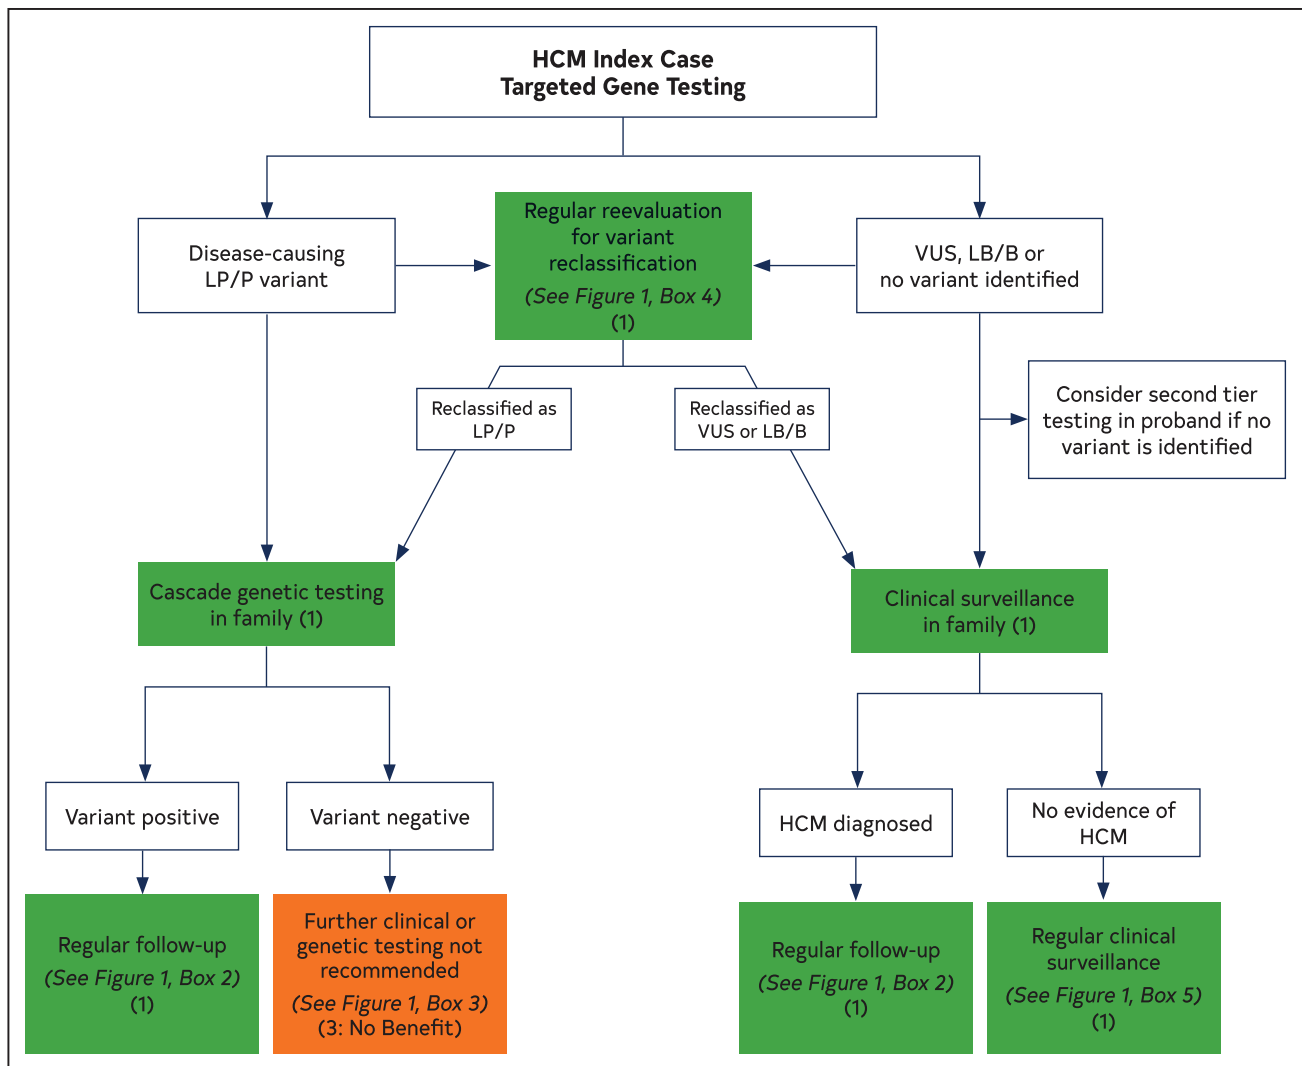 HCM Index Case
Targeted Gene Testing
Disease-causing
LP/P variant
Regular reevaluation
for variant
reclassification
(See Figure 1, Box 4)
(1)
VUS, LB/B or
no variant identified
Reclassified as
LP/P
Reclassified as
VUS or LB/B
Consider second tier
testing in proband if no
variant is identified
Cascade genetic testing
in family (1)
Clinical surveillance
in family (1)
Variant positive
Variant negative
HCM diagnosed
No evidence of
HCM
Regular follow-up
(See Figure 1, Box 2)
(1)
Further clinical or
genetic testing not
recommended
(See Figure 1, Box 3)
(3: No Benefit)
Regular follow-up
(See Figure 1, Box 2)
(1)
Regular clinical
surveillance
(See Figure 1, Box 5)
(1)